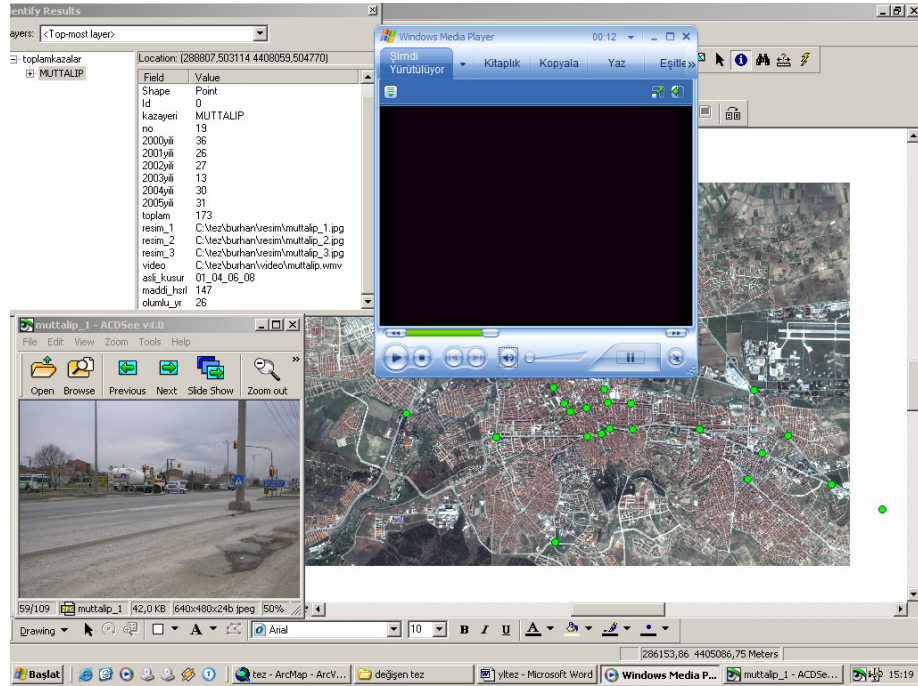 entify Results
ayers: <Top-most layer>
toplamkazalar
MUTTALIP
Location: (288807,503114 4408059,504770)
Field Value
Shape Point
Id 0
kazayeri MUTTALIP
no 19
2000yili 36
2001yili 26
2002yili 27
2003yili 13
2004yili 30
2005yili 31
toplam 173
resim_1 C:\tez\burhan\resim\muttalip_1.jpg
resim_2 C:\tez\burhan\resim\muttalip_2.jpg
resim_3 C:\tez\burhan\resim\muttalip_3.jpg
video C:\tez\burhan\video\muttalip.wmv
asli_kusur 01_04_06_08
maddi_hsrl 147
olumlu_yr 26
Windows Media Player 00:12
Şimdi Yürütülüyor Kitaplık Kopyala Yaz Eşitle »
muttalip_1 - ACDSee v4.0
File Edit View Zoom Tools Help
Open Browse Previous Next Slide Show Zoom out »
59/109 muttalip_1 42,0 KB 640x480x24b jpeg 50%
Drawing A Arial 10 B I U A
286153,86 4405086,75 Meters
Başlat tez - ArcMap - ArcV... değişen tez yltez - Microsoft Word Windows Media P... muttalip_1 - ACDSe... 15:19